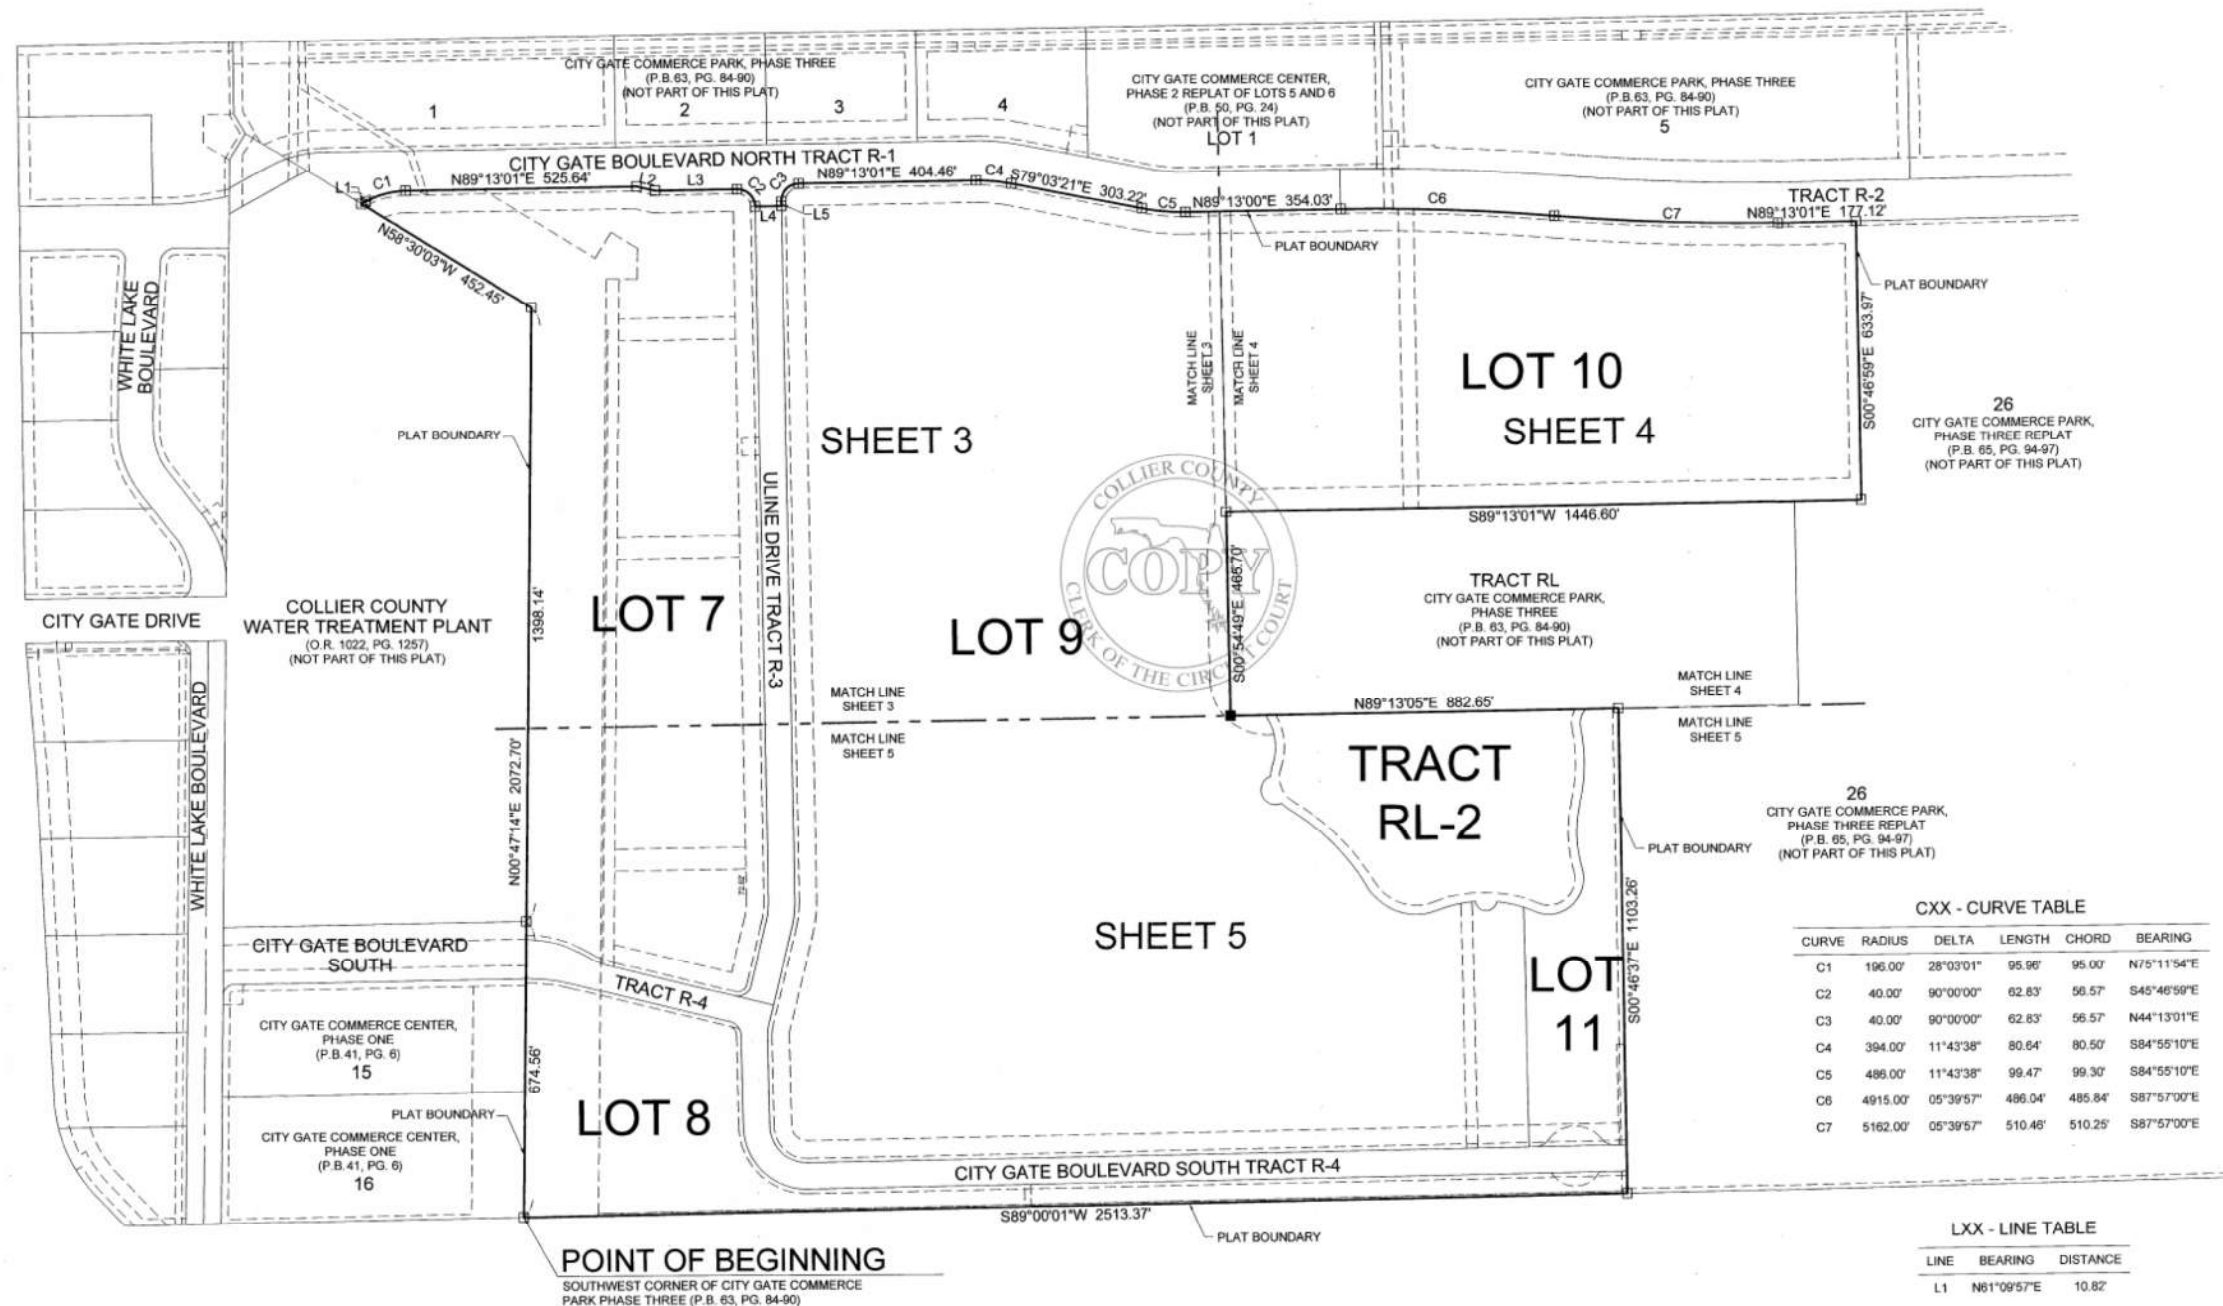 CITY GATE COMMERCE PARK, PHASE THREE
(P.B.63, PG. 84-90)
(NOT PART OF THIS PLAT)
1
2
3
4
CITY GATE COMMERCE CENTER,
PHASE 2 REPLAT OF LOTS 5 AND 6
(P.B. 50, PG. 24)
(NOT PART OF THIS PLAT)
LOT 1
CITY GATE COMMERCE PARK, PHASE THREE
(P.B.63, PG. 84-90)
(NOT PART OF THIS PLAT)
5
CITY GATE BOULEVARD NORTH TRACT R-1
L1
C1
N89°13'01"E 525.64'
L2
L3
C2
C3
L4
L5
N89°13'01"E 404.46'
C4
S79°03'21"E 303.22'
C5
N89°13'00"E 354.03'
C6
C7
TRACT R-2
N89°13'01"E 177.12'
PLAT BOUNDARY
PLAT BOUNDARY
N58°30'03"W 452.45'
WHITE LAKE
BOULEVARD
MATCH LINE
SHEET 3
MATCH LINE
SHEET 4
LOT 10
SHEET 4
S00°46'59"E 633.97'
26
CITY GATE COMMERCE PARK,
PHASE THREE REPLAT
(P.B. 65, PG. 94-97)
(NOT PART OF THIS PLAT)
PLAT BOUNDARY
SHEET 3
COLLIER COUNTY
COPY
CLERK OF THE CIRCUIT COURT
ULINE DRIVE TRACT R-3
S89°13'01"W 1446.60'
S00°54'49"E 465.70'
TRACT RL
CITY GATE COMMERCE PARK,
PHASE THREE
(P.B. 63, PG. 84-90)
(NOT PART OF THIS PLAT)
CITY GATE DRIVE
COLLIER COUNTY
WATER TREATMENT PLANT
(O.R. 1022, PG. 1257)
(NOT PART OF THIS PLAT)
1398.14'
LOT 7
LOT 9
MATCH LINE
SHEET 3
MATCH LINE
SHEET 5
MATCH LINE
SHEET 4
MATCH LINE
SHEET 5
N89°13'05"E 882.65'
WHITE LAKE BOULEVARD
N00°47'14"E 2072.70'
TRACT
RL-2
26
CITY GATE COMMERCE PARK,
PHASE THREE REPLAT
(P.B. 65, PG. 94-97)
(NOT PART OF THIS PLAT)
PLAT BOUNDARY
S00°46'37"E 1103.26'
SHEET 5
CITY GATE BOULEVARD
SOUTH
TRACT R-4
LOT
11
CITY GATE COMMERCE CENTER,
PHASE ONE
(P.B.41, PG. 6)
15
674.56'
PLAT BOUNDARY
LOT 8
CITY GATE COMMERCE CENTER,
PHASE ONE
(P.B.41, PG. 6)
16
CITY GATE BOULEVARD SOUTH TRACT R-4
S89°00'01"W 2513.37'
PLAT BOUNDARY
POINT OF BEGINNING
SOUTHWEST CORNER OF CITY GATE COMMERCE
PARK PHASE THREE (P.B. 63, PG. 84-90)
CXX - CURVE TABLE
CURVE RADIUS DELTA LENGTH CHORD BEARING
C1 196.00' 28°03'01" 95.96' 95.00' N75°11'54"E
C2 40.00' 90°00'00" 62.83' 56.57' S45°46'59"E
C3 40.00' 90°00'00" 62.83' 56.57' N44°13'01"E
C4 394.00' 11°43'38" 80.64' 80.50' S84°55'10"E
C5 486.00' 11°43'38" 99.47' 99.30' S84°55'10"E
C6 4915.00' 05°39'57" 486.04' 485.84' S87°57'00"E
C7 5162.00' 05°39'57" 510.46' 510.25' S87°57'00"E
LXX - LINE TABLE
LINE BEARING DISTANCE
L1 N61°09'57"E 10.82'